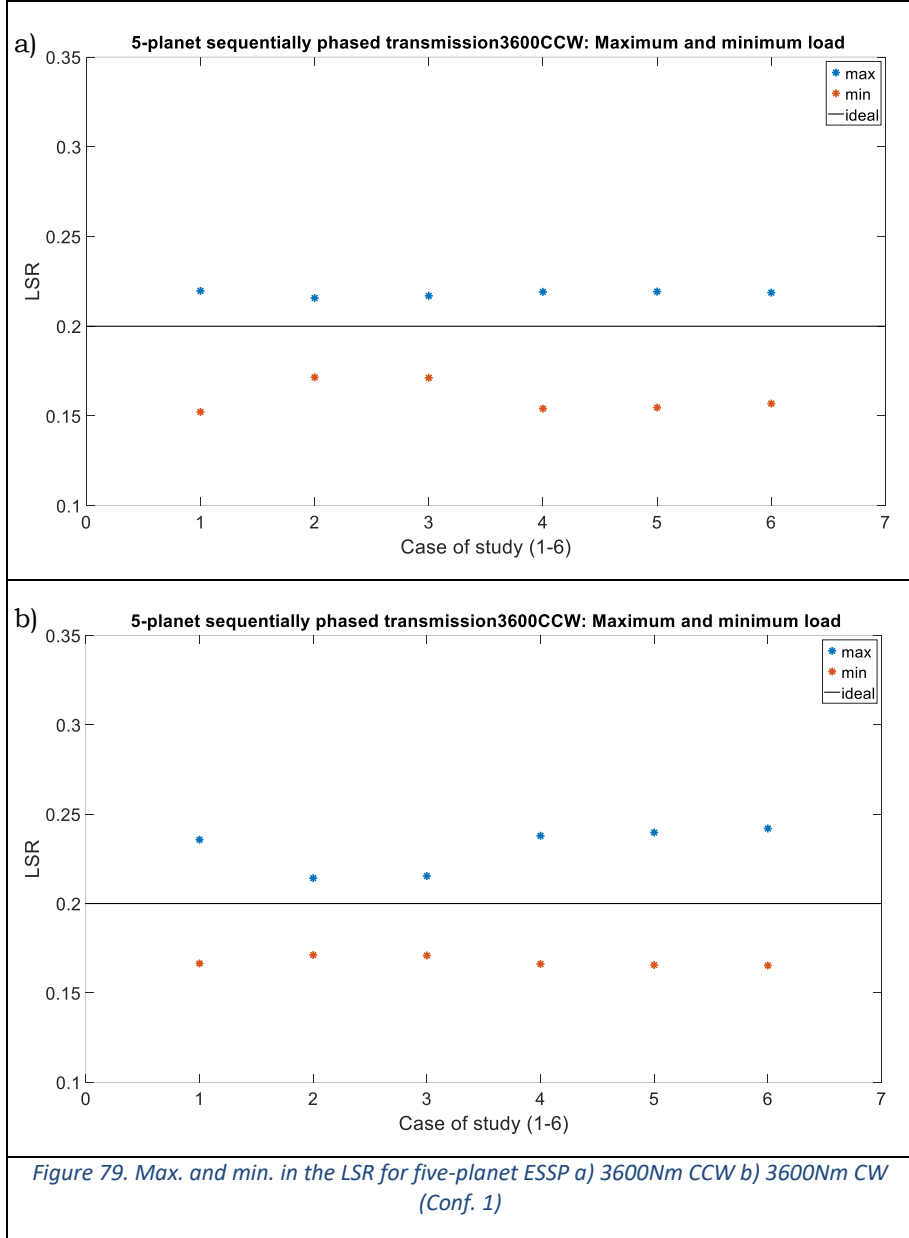 a)
5-planet sequentially phased transmission3600CCW: Maximum and minimum load
0.35
max
min
ideal
0.3
0.25
LSR
0.2
0.15
0.1
0 1 2 3 4 5 6 7
Case of study (1-6)
b)
5-planet sequentially phased transmission3600CCW: Maximum and minimum load
0.35
max
min
ideal
0.3
0.25
LSR
0.2
0.15
0.1
0 1 2 3 4 5 6 7
Case of study (1-6)
Figure 79. Max. and min. in the LSR for five-planet ESSP a) 3600Nm CCW b) 3600Nm CW
(Conf. 1)